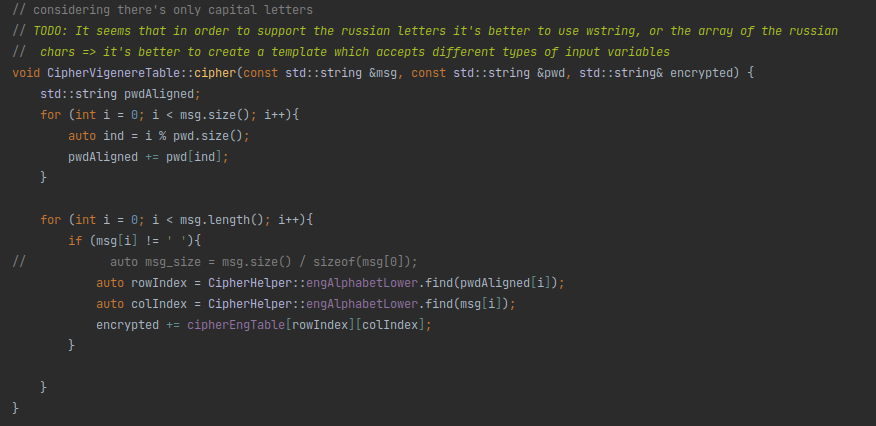 // considering there's only capital letters
// TODO: It seems that in order to support the russian letters it's better to use wstring, or the array of the russian
//  chars => it's better to create a template which accepts different types of input variables
void CipherVigenereTable::cipher(const std::string &msg, const std::string &pwd, std::string& encrypted) {
    std::string pwdAligned;
    for (int i = 0; i < msg.size(); i++){
        auto ind = i % pwd.size();
        pwdAligned += pwd[ind];
    }

    for (int i = 0; i < msg.length(); i++){
        if (msg[i] != ' '){
//            auto msg_size = msg.size() / sizeof(msg[0]);
            auto rowIndex = CipherHelper::engAlphabetLower.find(pwdAligned[i]);
            auto colIndex = CipherHelper::engAlphabetLower.find(msg[i]);
            encrypted += cipherEngTable[rowIndex][colIndex];
        }

    }
}